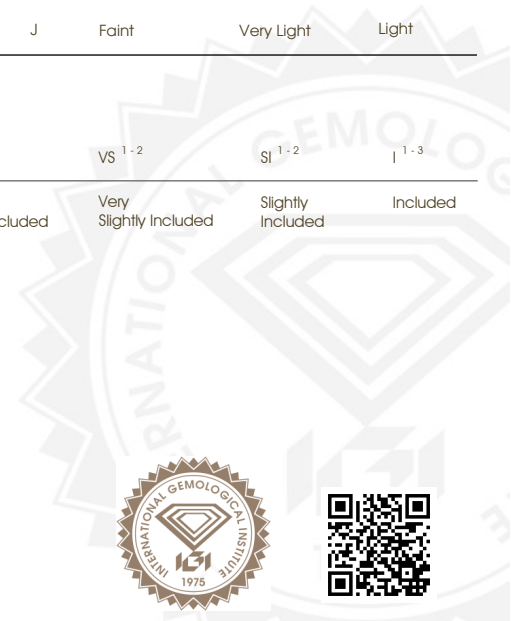 J Faint Very Light Light
VS 1 - 2 SI 1 - 2 I 1 - 3
Very Slightly Included
cluded Slightly Included Included
INTERNATIONAL GEMOLOGICAL INSTITUTE
IGI
1975